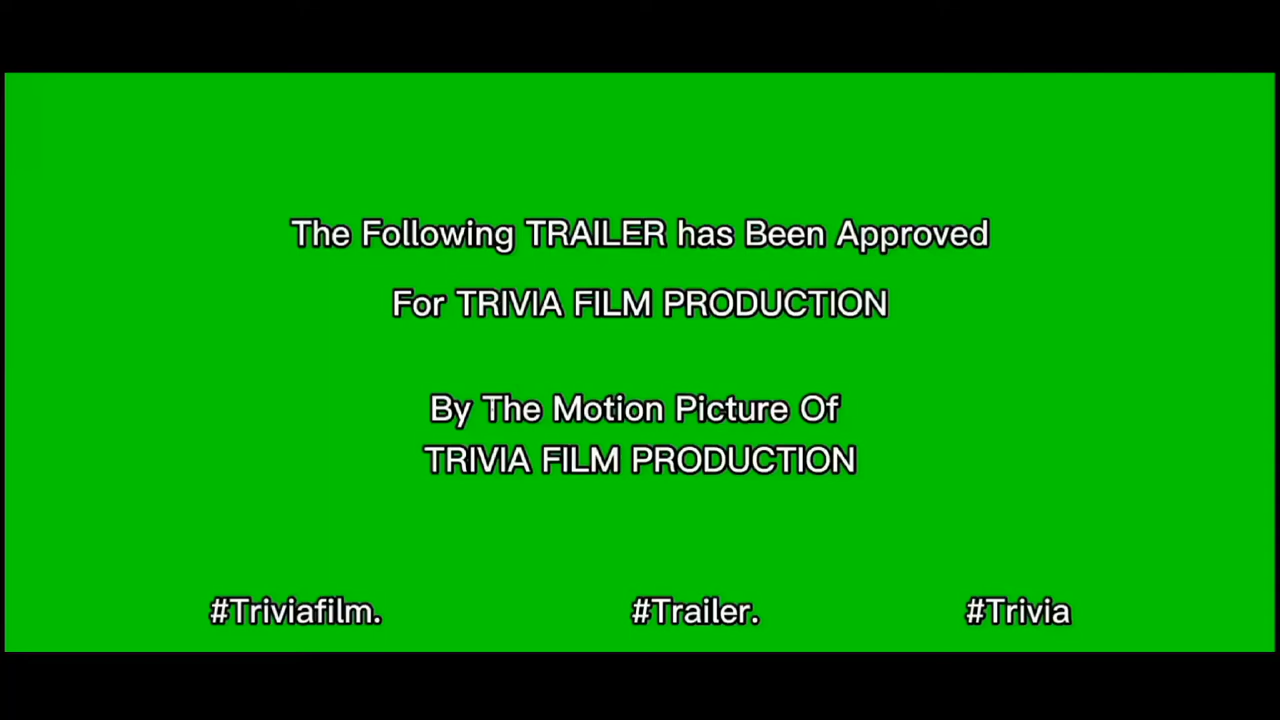 The Following TRAILER has Been Approved
For TRIVIA FILM PRODUCTION
By The Motion Picture Of
TRIVIA FILM PRODUCTION
#Triviafilm. #Trailer. #Trivia